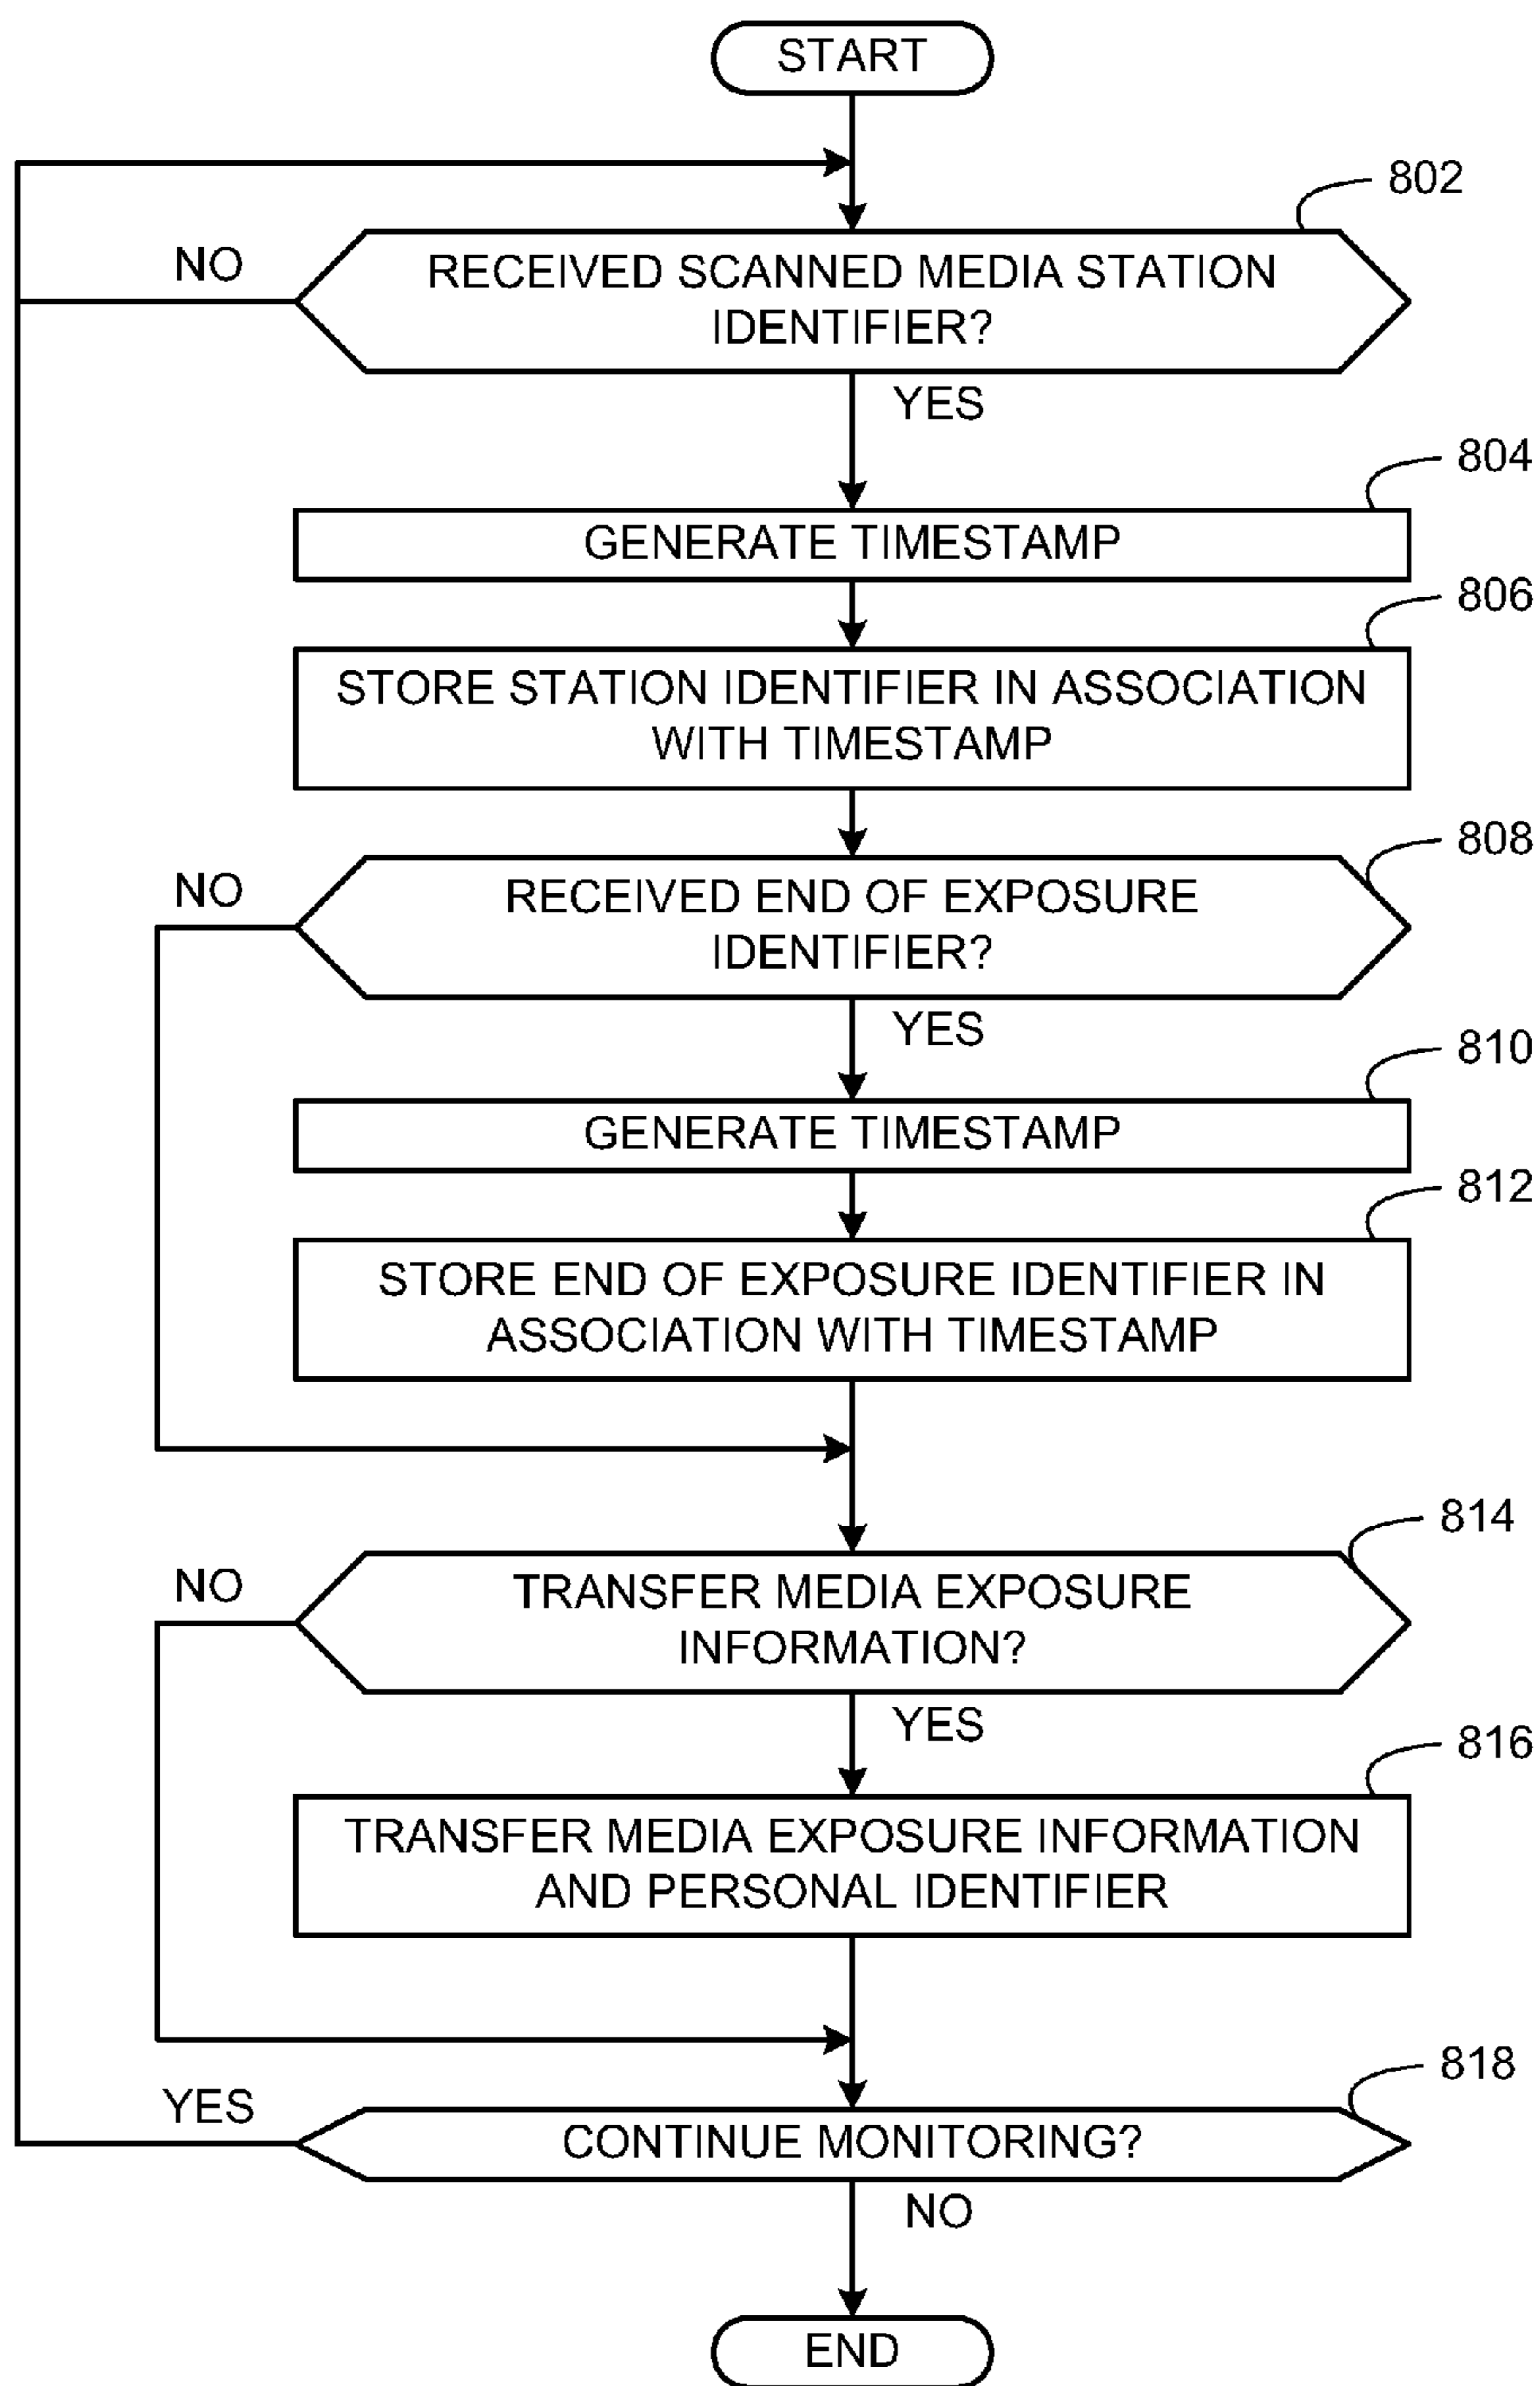 START
802
NO
RECEIVED SCANNED MEDIA STATION
IDENTIFIER?
YES
804
GENERATE TIMESTAMP
806
STORE STATION IDENTIFIER IN ASSOCIATION
WITH TIMESTAMP
808
NO
RECEIVED END OF EXPOSURE
IDENTIFIER?
YES
810
GENERATE TIMESTAMP
812
STORE END OF EXPOSURE IDENTIFIER IN
ASSOCIATION WITH TIMESTAMP
814
NO
TRANSFER MEDIA EXPOSURE
INFORMATION?
YES
816
TRANSFER MEDIA EXPOSURE INFORMATION
AND PERSONAL IDENTIFIER
818
YES
CONTINUE MONITORING?
NO
END